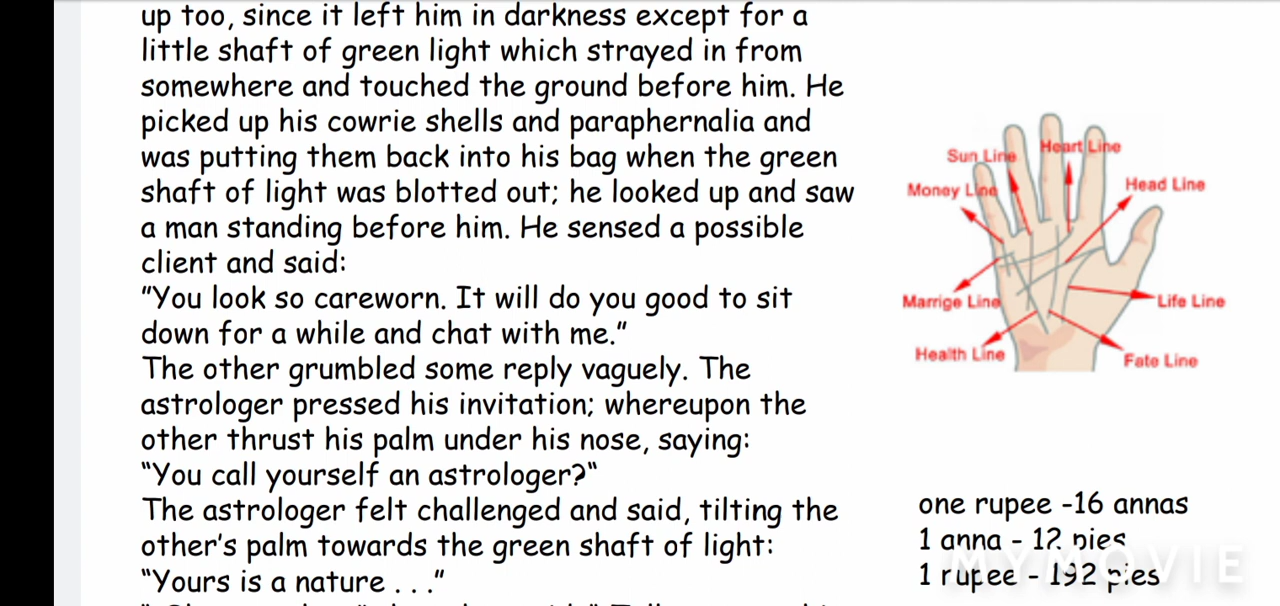 up too, since it left him in darkness except for a
little shaft of green light which strayed in from
somewhere and touched the ground before him. He
picked up his cowrie shells and paraphernalia and
was putting them back into his bag when the green
shaft of light was blotted out; he looked up and saw
a man standing before him. He sensed a possible
client and said:
"You look so careworn. It will do you good to sit
down for a while and chat with me."
The other grumbled some reply vaguely. The
astrologer pressed his invitation; whereupon the
other thrust his palm under his nose, saying:
"You call yourself an astrologer?"
The astrologer felt challenged and said, tilting the
other's palm towards the green shaft of light:
"Yours is a nature . . ."
Sun Line
Heart Line
Money Line
Head Line
Marrige Line
Life Line
Health Line
Fate Line
one rupee -16 annas
1 anna - 12 pies
1 rupee - 192 pies
MYMOVIE